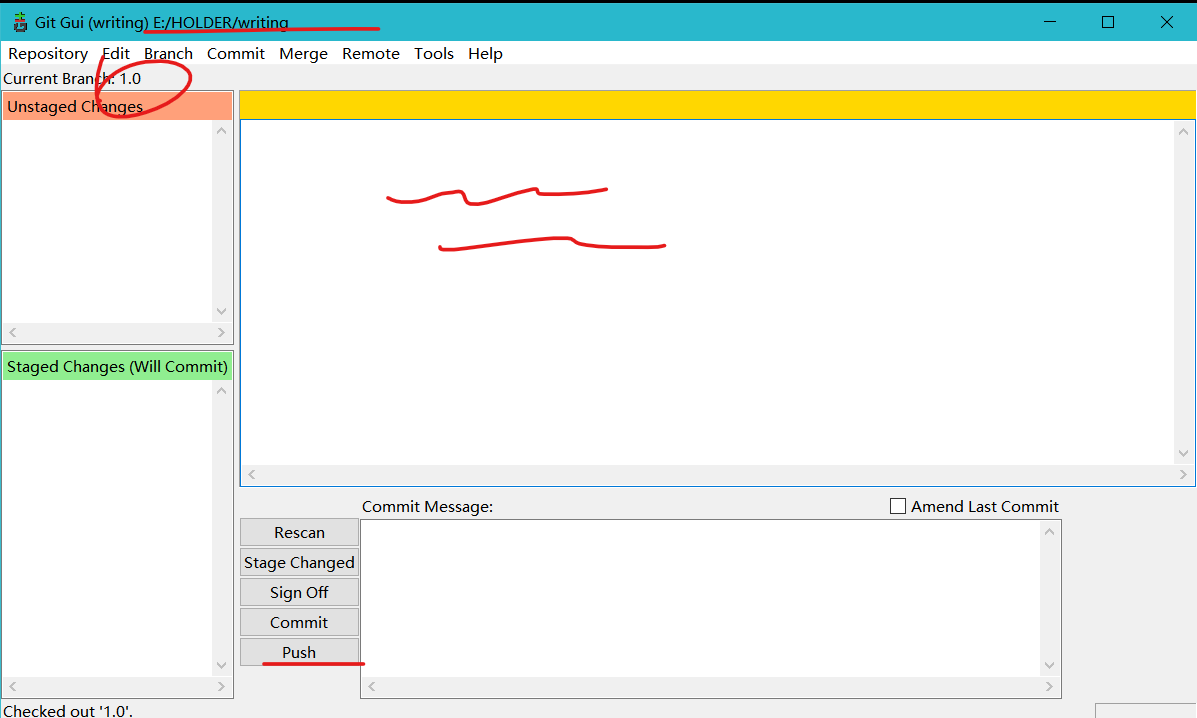 Git Gui (writing) E:/HOLDER/writing
Repository Edit Branch Commit Merge Remote Tools Help
Current Branch: 1.0
Unstaged Changes
Staged Changes (Will Commit)
Commit Message:
Amend Last Commit
Rescan
Stage Changed
Sign Off
Commit
Push
Checked out '1.0'.